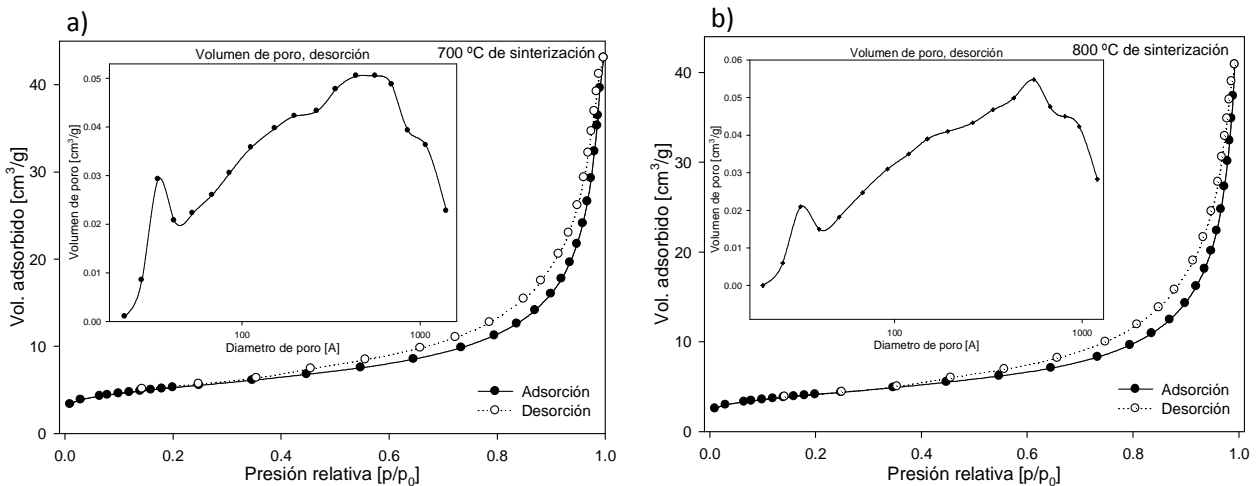 a)
700 ºC de sinterización
Volumen de poro, desorción
Volumen de poro [cm³/g]
0.05
0.04
0.03
0.02
0.01
0.00
100
1000
Diametro de poro [A]
Vol. adsorbido [cm³/g]
40
30
20
10
0
Adsorción
Desorción
0.0 0.2 0.4 0.6 0.8 1.0
Presión relativa [p/p₀]
b)
800 ºC de sinterización
Volumen de poro, desorción
Volumen de poro [cm³/g]
0.06
0.05
0.04
0.03
0.02
0.01
0.00
100
1000
Diametro de poro [A]
Vol. adsorbido [cm³/g]
40
30
20
10
0
Adsorción
Desorción
0.0 0.2 0.4 0.6 0.8 1.0
Presión relativa [p/p₀]